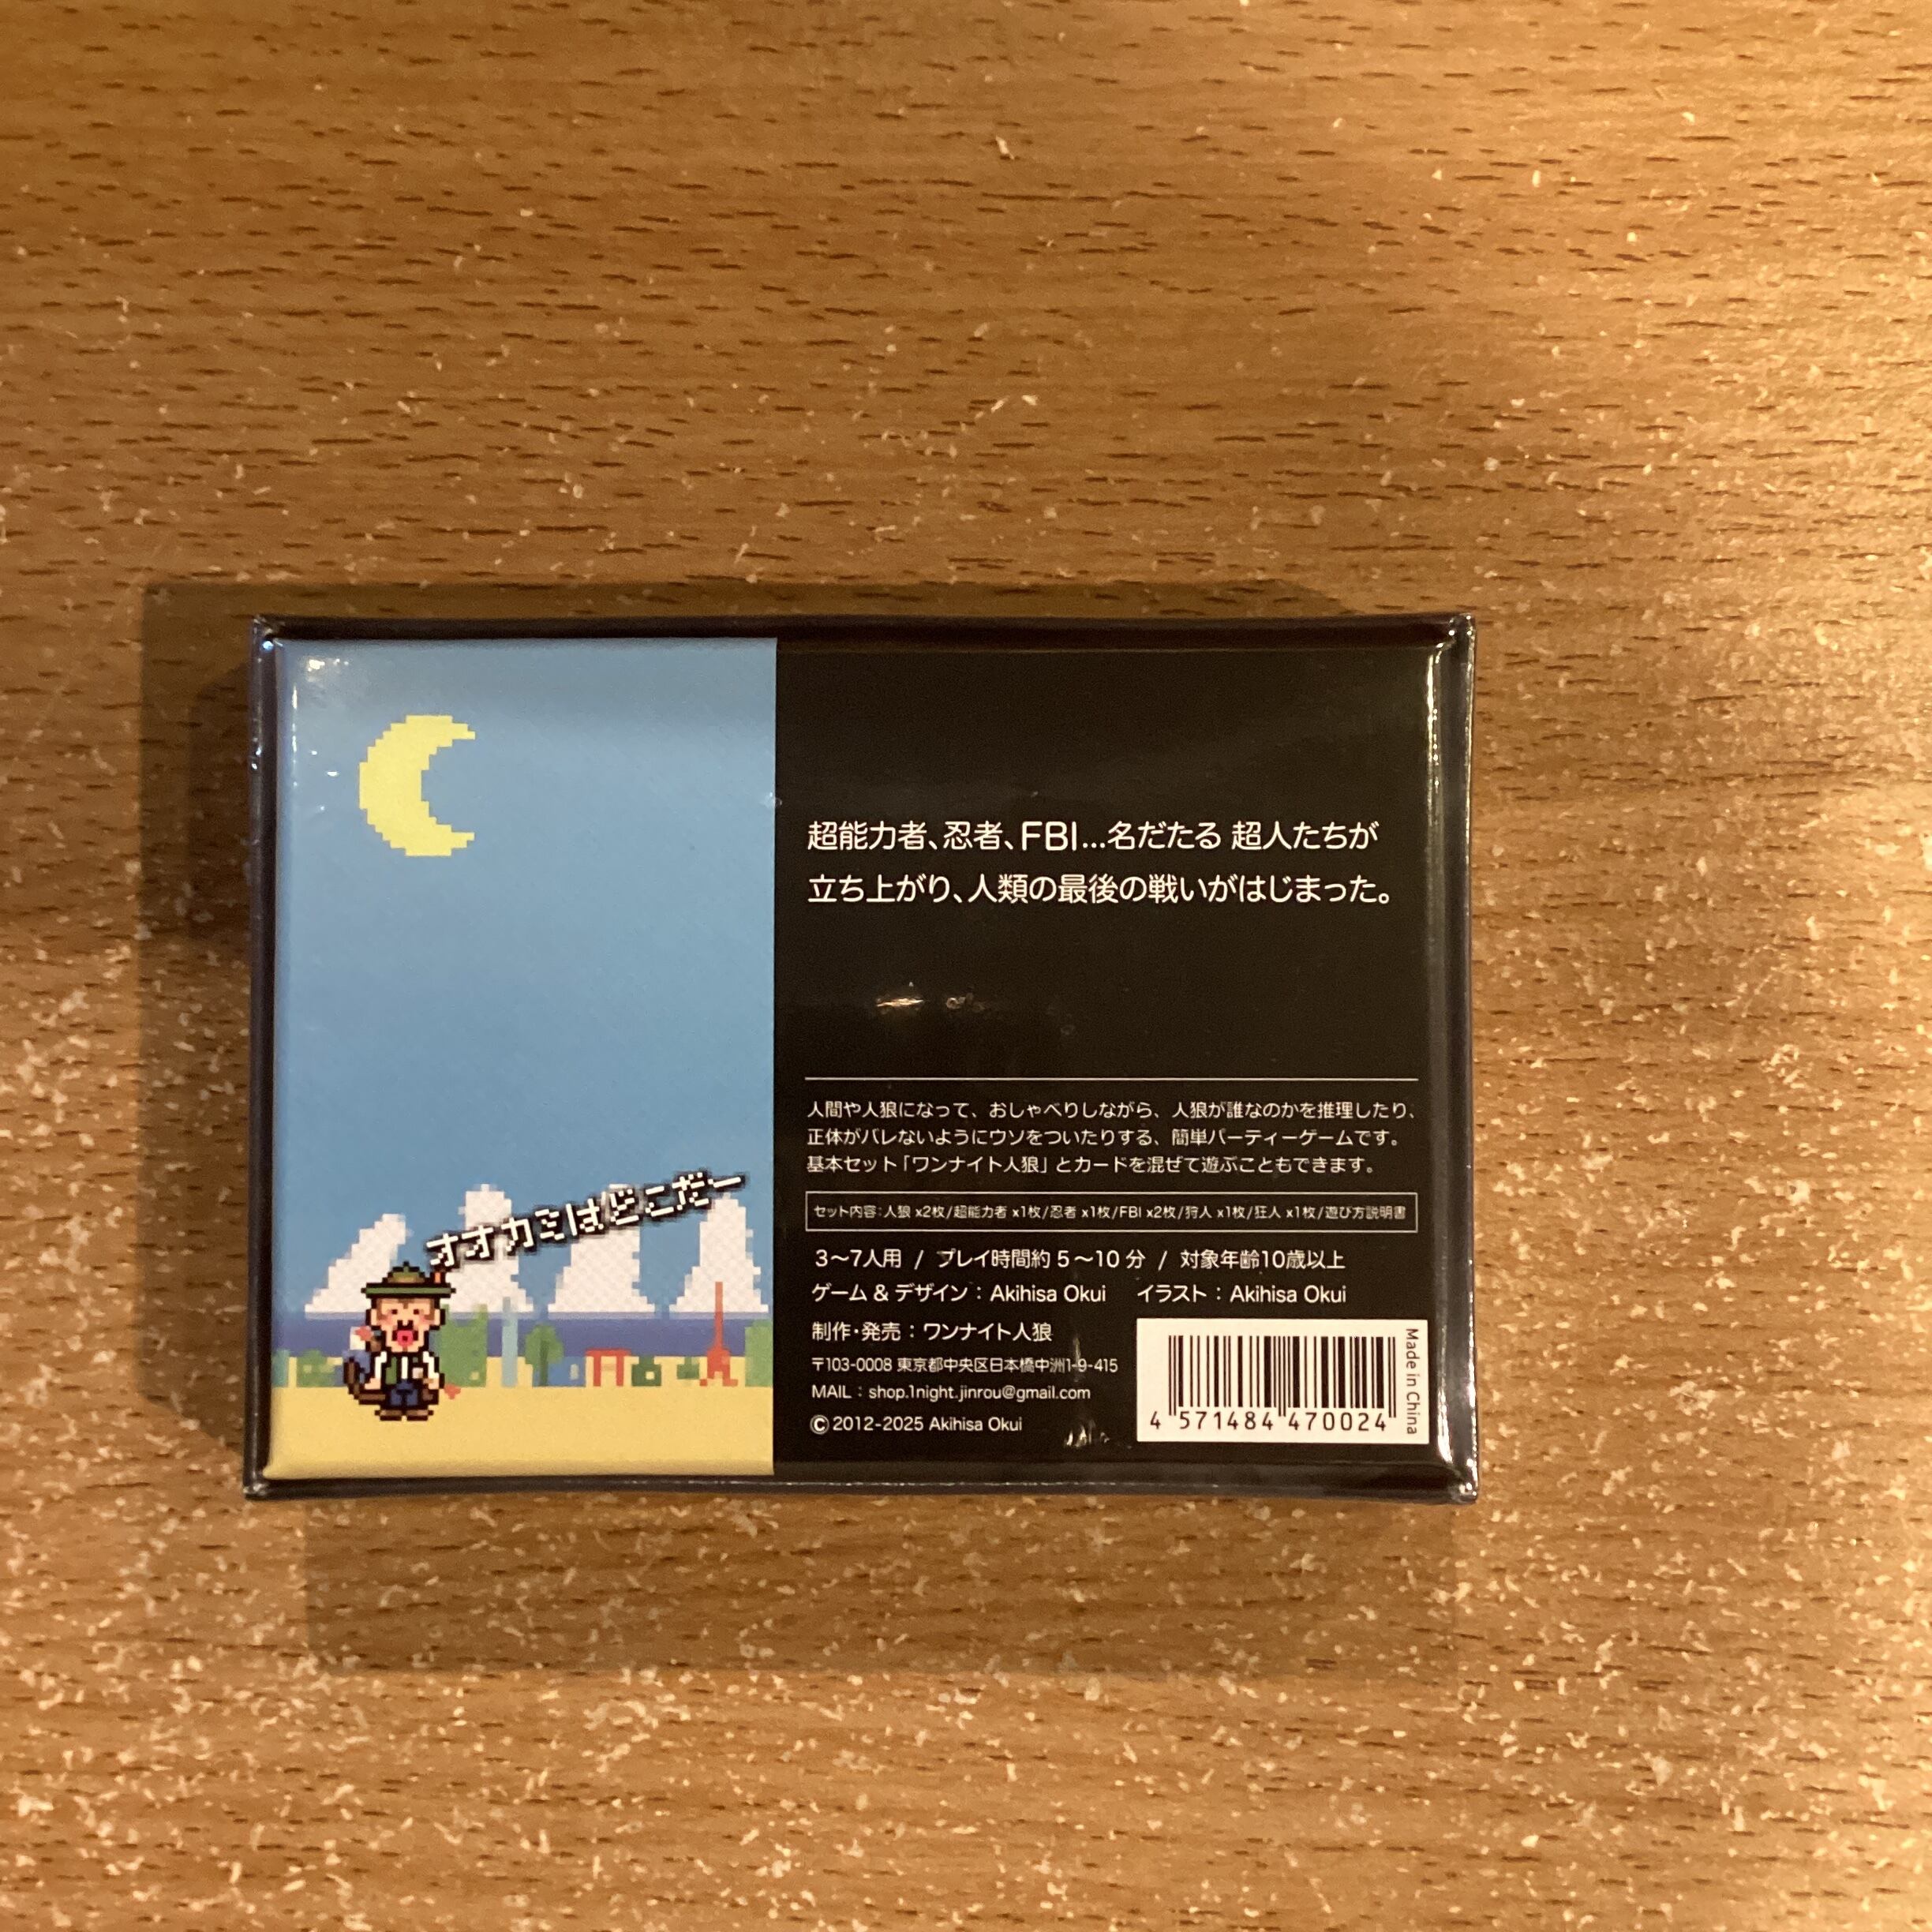 オオカミはどこだー
超能力者、忍者、FBI...名だたる 超人たちが
立ち上がり、人類の最後の戦いがはじまった。
人間や人狼になって、おしゃべりしながら、人狼が誰なのかを推理したり、
正体がバレないようにウソをついたりする、簡単パーティーゲームです。
基本セット「ワンナイト人狼」とカードを混ぜて遊ぶこともできます。
セット内容:人狼 x2枚/超能力者 x1枚/忍者 x1枚/FBI x2枚/狩人 x1枚/狂人 x1枚/遊び方説明書
3〜7人用 / プレイ時間約 5〜10 分 / 対象年齢10歳以上
ゲーム & デザイン：Akihisa Okui イラスト：Akihisa Okui
制作・発売：ワンナイト人狼
〒103-0008 東京都中央区日本橋中洲1-9-415
MAIL：shop.1night.jinrou@gmail.com
©2012-2025 Akihisa Okui
4 571484 470024
Made in China